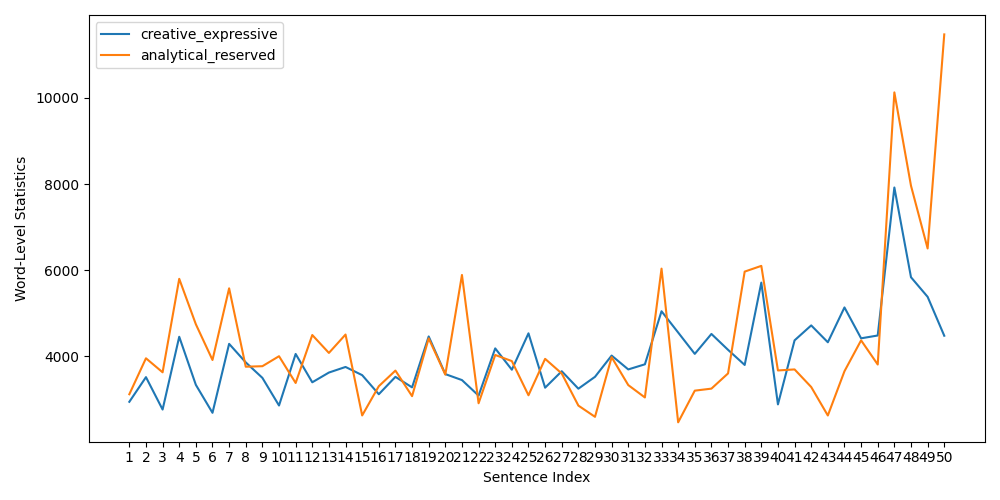 creative_expressive
analytical_reserved
10000
8000
6000
4000
Word-Level Statistics
1 2 3 4 5 6 7 8 9 10 11 12 13 14 15 16 17 18 19 20 21 22 23 24 25 26 27 28 29 30 31 32 33 34 35 36 37 38 39 40 41 42 43 44 45 46 47 48 49 50
Sentence Index